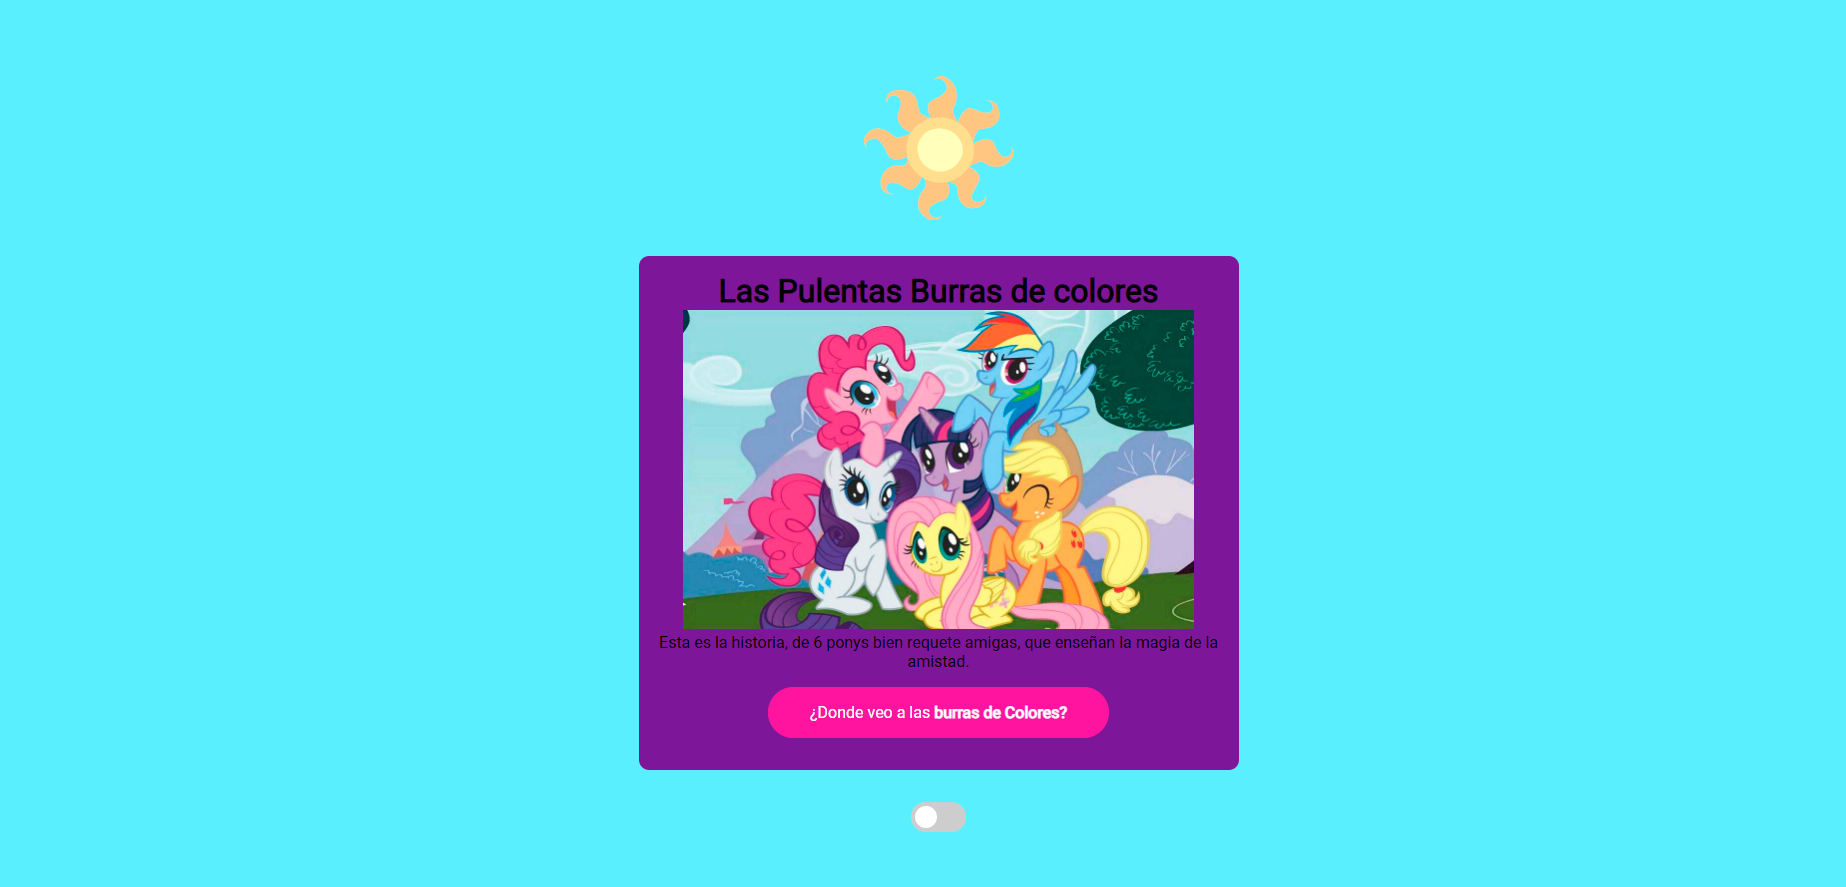 Las Pulentas Burras de colores
Esta es la historia, de 6 ponys bien requete amigas, que enseñan la magia de la
amistad.
¿Donde veo a las burras de Colores?